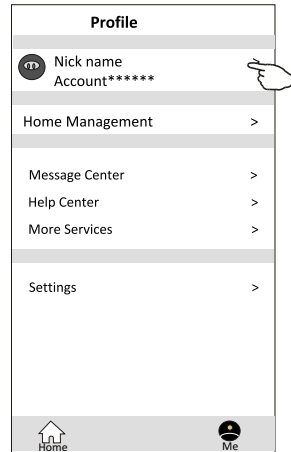 Profile
Nick name
Account******
Home Management >
Message Center >
Help Center >
More Services >
Settings >
Home Me